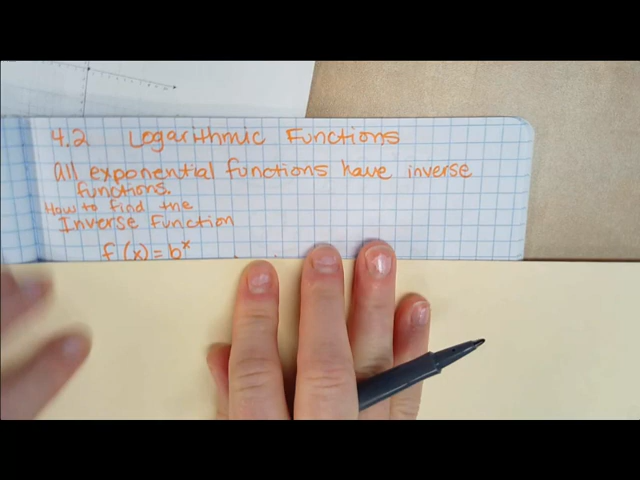 4.2 Logarithmic Functions
All exponential functions have inverse
functions.
How to find the
Inverse Function
f(x) = b^x